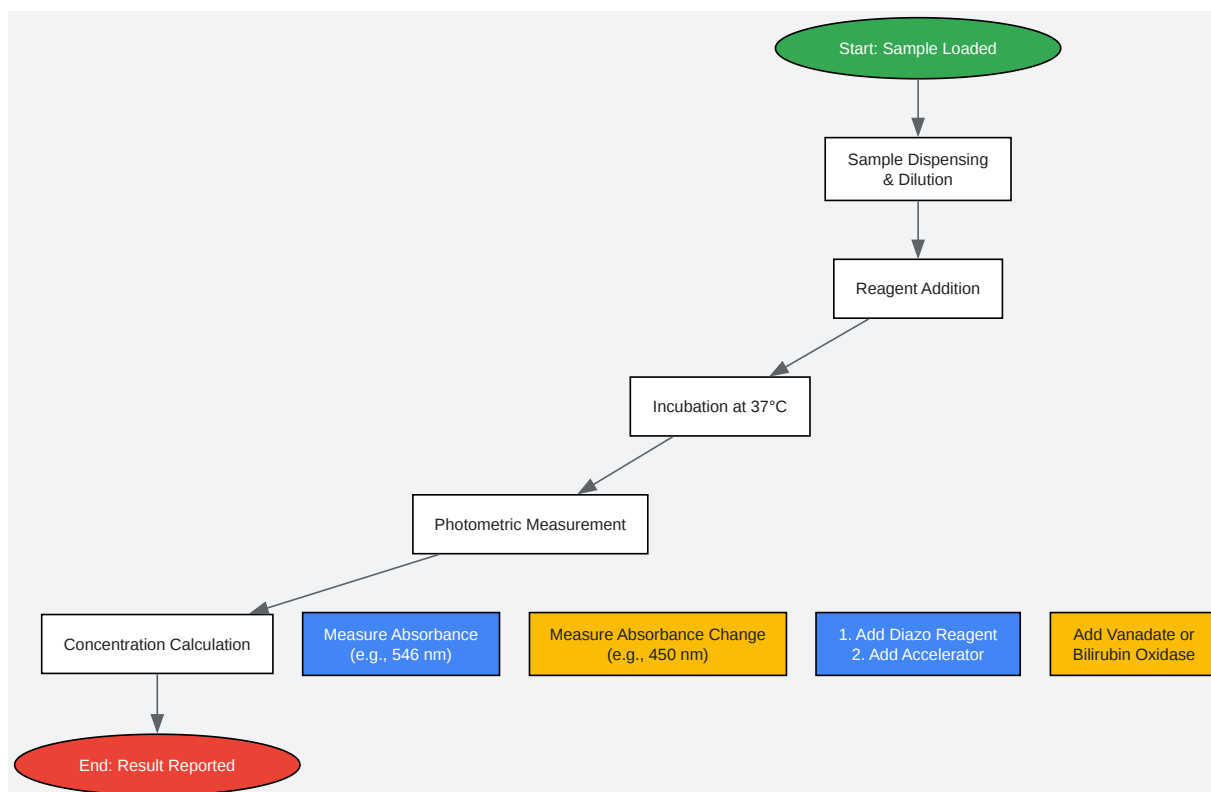 Start: Sample Loaded
Sample Dispensing
& Dilution
Reagent Addition
Incubation at 37°C
Photometric Measurement
Concentration Calculation
Measure Absorbance
(e.g., 546 nm)
Measure Absorbance Change
(e.g., 450 nm)
1. Add Diazo Reagent
2. Add Accelerator
Add Vanadate or
Bilirubin Oxidase
End: Result Reported